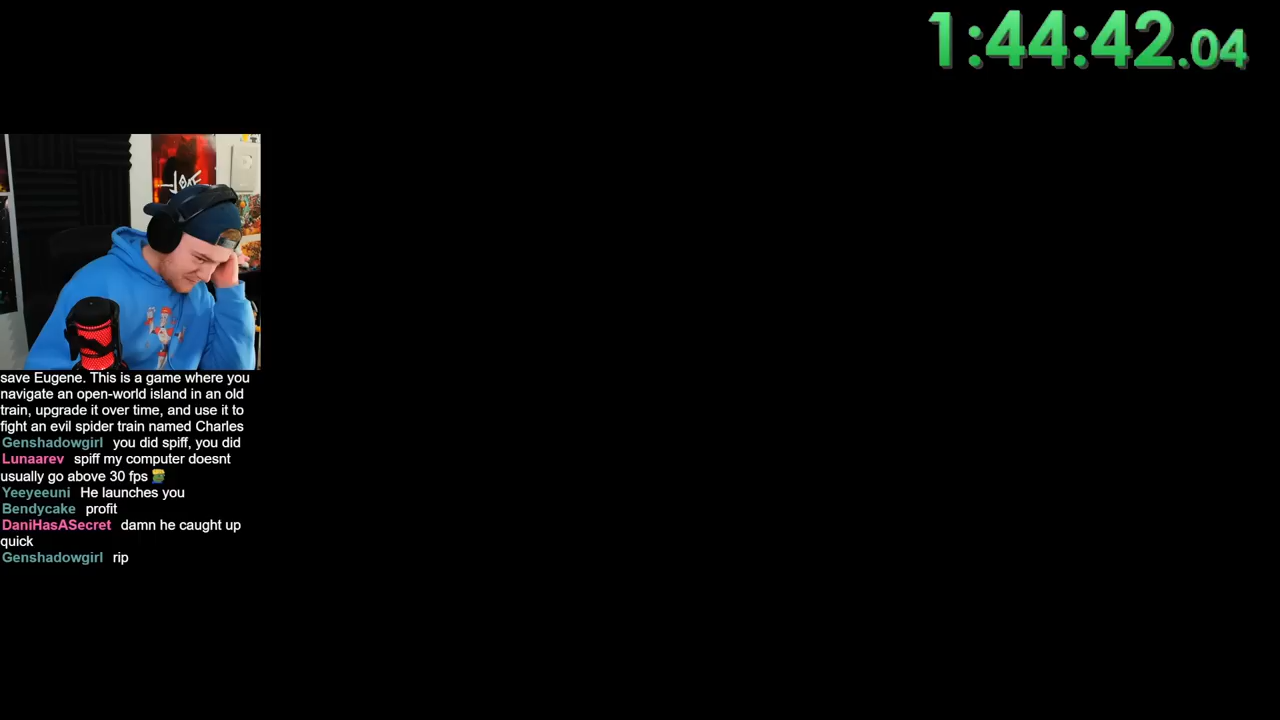 1:44:42.04
save Eugene. This is a game where you
navigate an open-world island in an old
train, upgrade it over time, and use it to
fight an evil spider train named Charles
Genshadowgirl you did spiff, you did
Lunaarev spiff my computer doesnt
usually go above 30 fps
Yeeyeeuni He launches you
Bendycake profit
DaniHasASecret damn he caught up
quick
Genshadowgirl rip